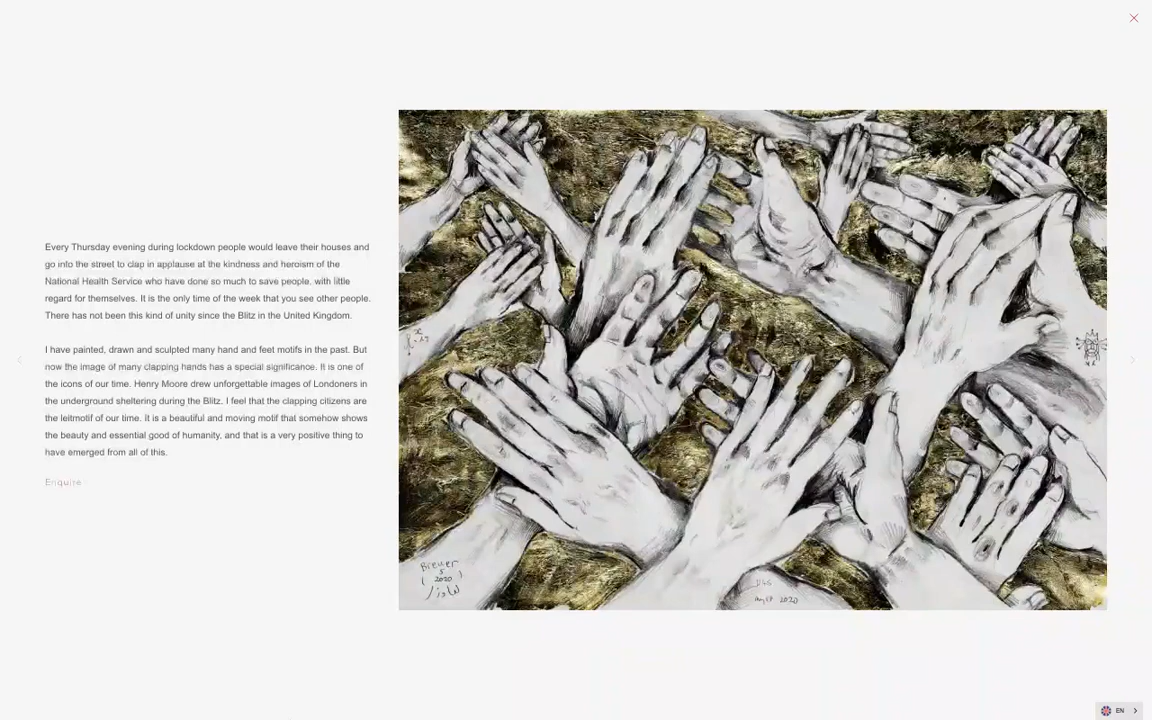 Every Thursday evening during lockdown people would leave their houses and
go into the street to clap in applause at the kindness and heroism of the
National Health Service who have done so much to save people, with little
regard for themselves. It is the only time of the week that you see other people.
There has not been this kind of unity since the Blitz in the United Kingdom.
I have painted, drawn and sculpted many hand and feet motifs in the past. But
now the image of many clapping hands has a special significance. It is one of
the icons of our time. Henry Moore drew unforgettable images of Londoners in
the underground sheltering during the Blitz. I feel that the clapping citizens are
the leitmotif of our time. It is a beautiful and moving motif that somehow shows
the beauty and essential good of humanity, and that is a very positive thing to
have emerged from all of this.
Enquire
2020
2020
EN